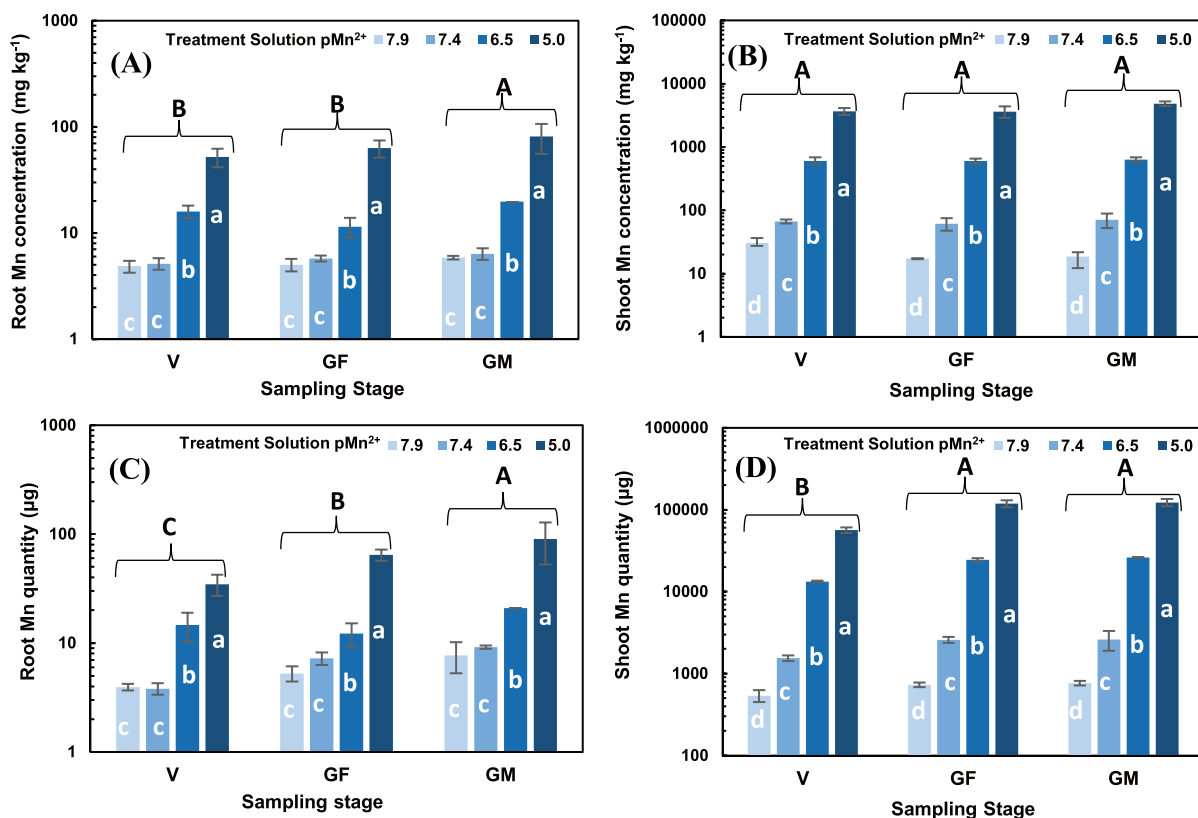 Treatment Solution pMn²⁺ 7.9 7.4 6.5 5.0
(A)
Root Mn concentration (mg kg⁻¹)
1000
100
10
1
B
B
A
c c b a
c c b a
c c b a
V GF GM
Sampling Stage
Treatment Solution pMn²⁺ 7.9 7.4 6.5 5.0
(B)
Shoot Mn concentration (mg kg⁻¹)
100000
10000
1000
100
10
1
A
A
A
d c b a
d c b a
d c b a
V GF GM
Sampling Stage
Treatment Solution pMn²⁺ 7.9 7.4 6.5 5.0
(C)
Root Mn quantity (µg)
1000
100
10
1
C
B
A
c c b a
c c b a
c c b a
V GF GM
Sampling stage
Treatment Solution pMn²⁺ 7.9 7.4 6.5 5.0
(D)
Shoot Mn quantity (µg)
1000000
100000
10000
1000
100
B
A
A
d c b a
d c b a
d c b a
V GF GM
Sampling stage